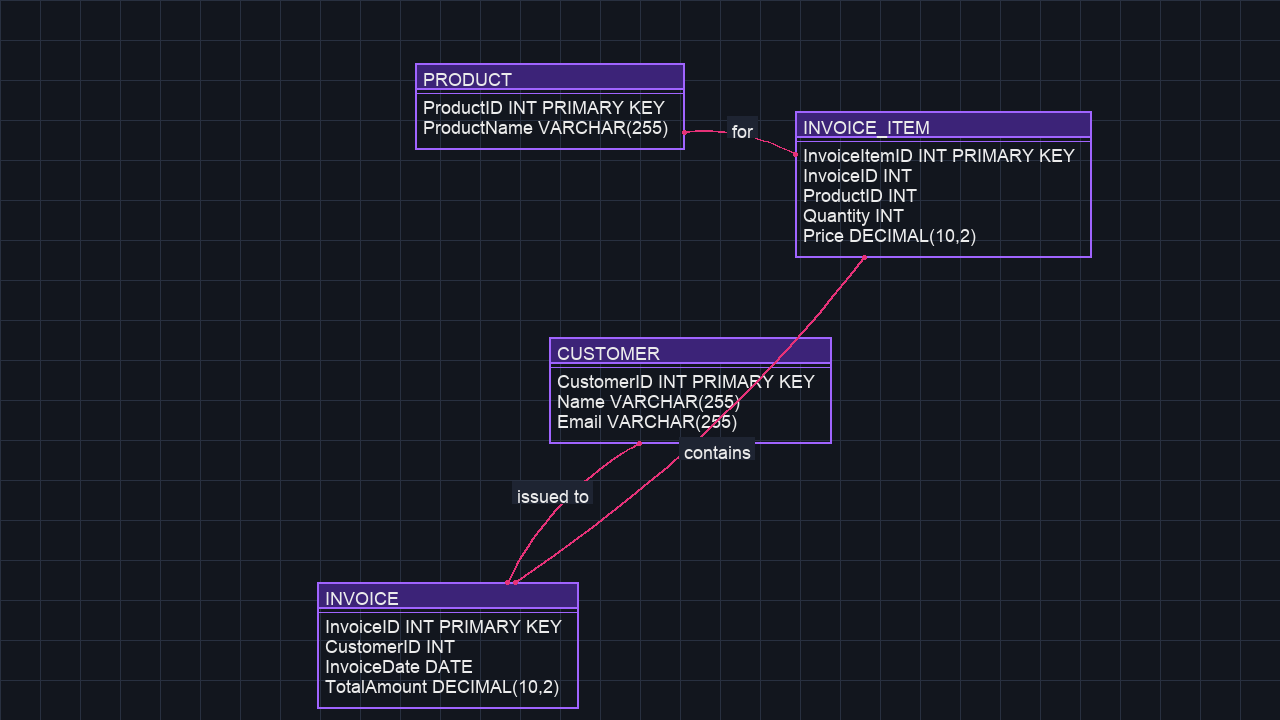 PRODUCT
ProductID INT PRIMARY KEY
ProductName VARCHAR(255)
for
INVOICE_ITEM
InvoiceItemID INT PRIMARY KEY
InvoiceID INT
ProductID INT
Quantity INT
Price DECIMAL(10,2)
CUSTOMER
CustomerID INT PRIMARY KEY
Name VARCHAR(255)
Email VARCHAR(255)
contains
issued to
INVOICE
InvoiceID INT PRIMARY KEY
CustomerID INT
InvoiceDate DATE
TotalAmount DECIMAL(10,2)